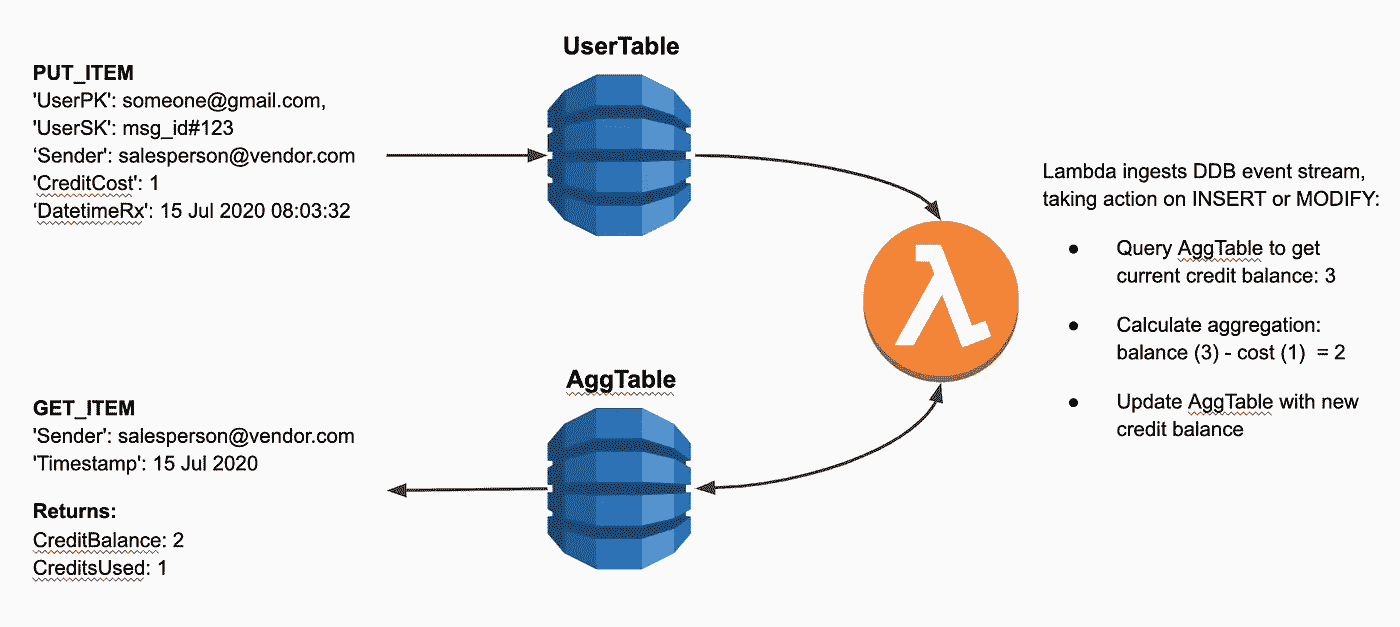 UserTable
PUT_ITEM
'UserPK': someone@gmail.com,
'UserSK': msg_id#123
‘Sender': salesperson@vendor.com
'CreditCost': 1
‘DatetimeRx': 15 Jul 2020 08:03:32
Lambda ingests DDB event stream,
taking action on INSERT or MODIFY:
● Query AggTable to get
current credit balance: 3
● Calculate aggregation:
balance (3) - cost (1) = 2
● Update AggTable with new
credit balance
AggTable
GET_ITEM
'Sender': salesperson@vendor.com
'Timestamp': 15 Jul 2020
Returns:
CreditBalance: 2
CreditsUsed: 1